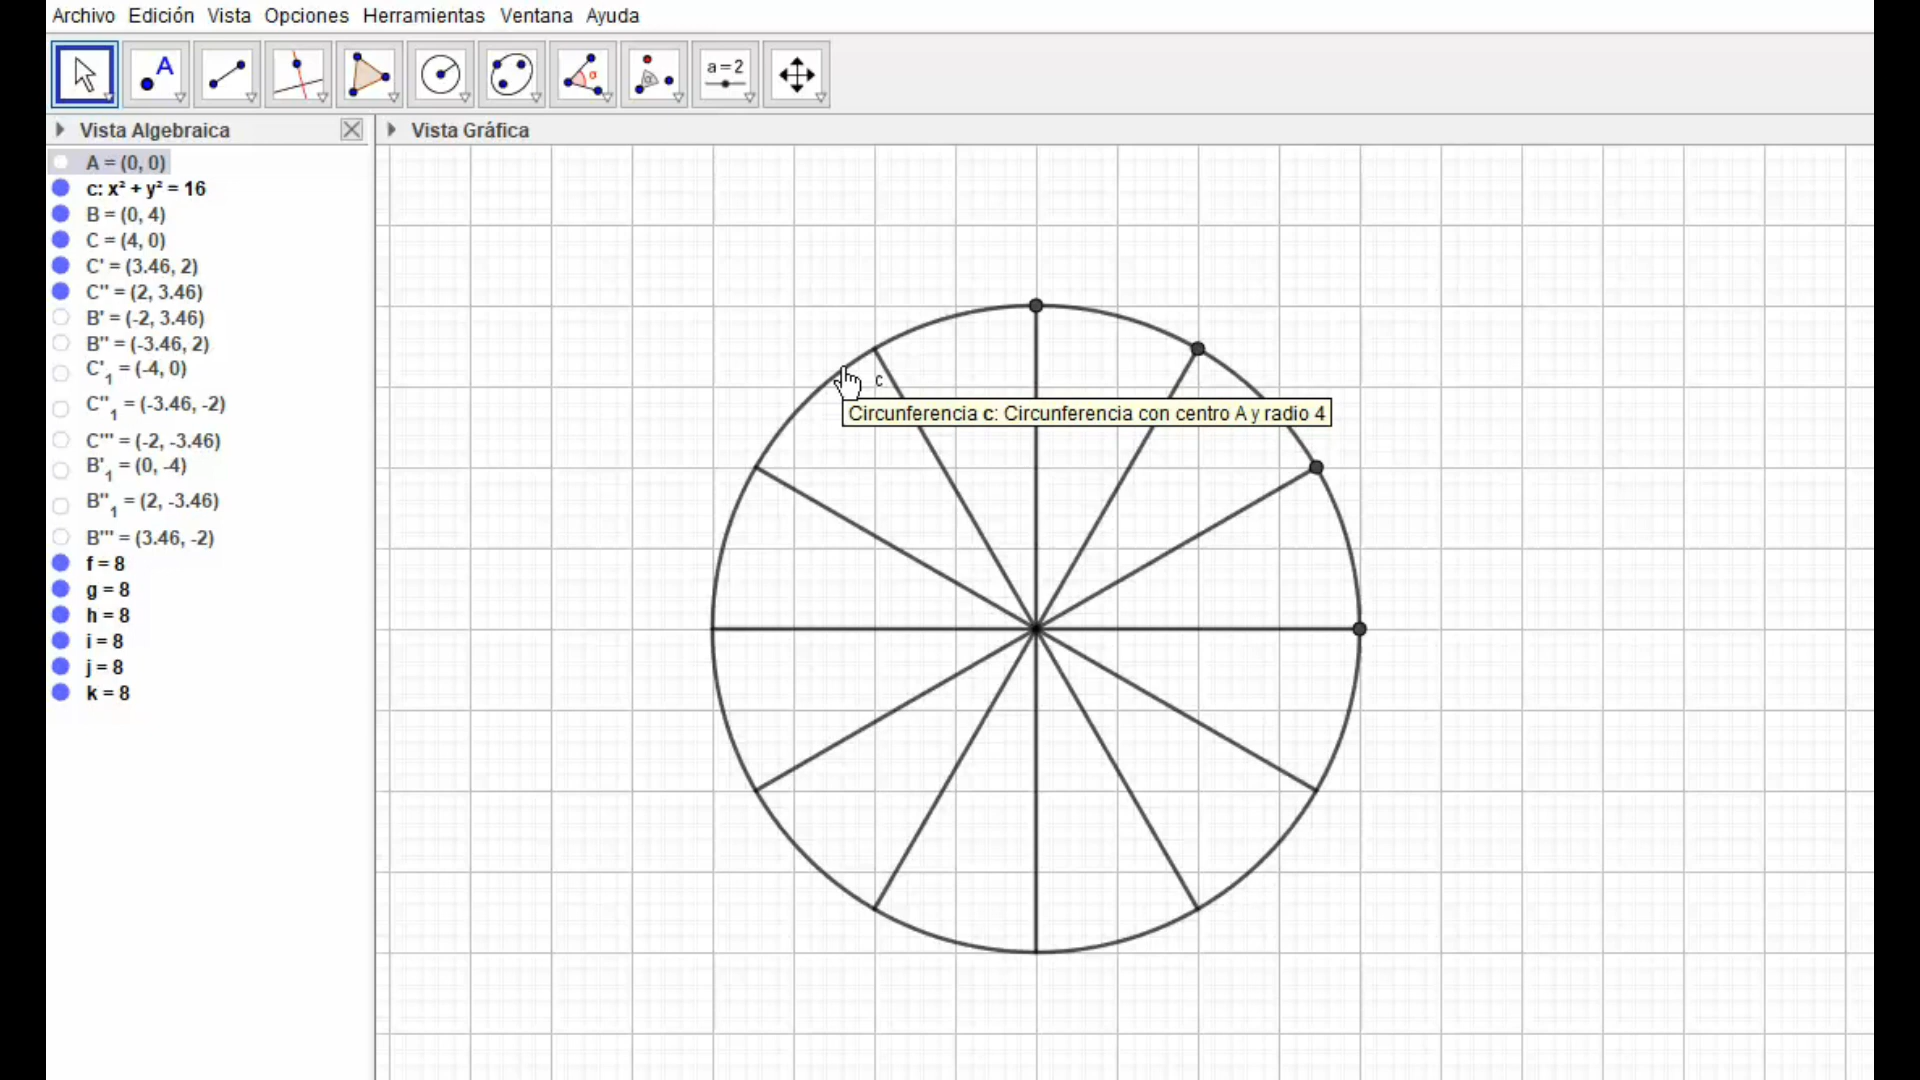 Archivo Edición Vista Opciones Herramientas Ventana Ayuda
A
α
α
a = 2
Vista Algebraica
Vista Gráfica
A = (0, 0)
c: x² + y² = 16
B = (0, 4)
C = (4, 0)
C' = (3.46, 2)
C'' = (2, 3.46)
B' = (-2, 3.46)
B'' = (-3.46, 2)
C'₁ = (-4, 0)
C''₁ = (-3.46, -2)
C''' = (-2, -3.46)
B'₁ = (0, -4)
B''₁ = (2, -3.46)
B''' = (3.46, -2)
f = 8
g = 8
h = 8
i = 8
j = 8
k = 8
c
Circunferencia c: Circunferencia con centro A y radio 4